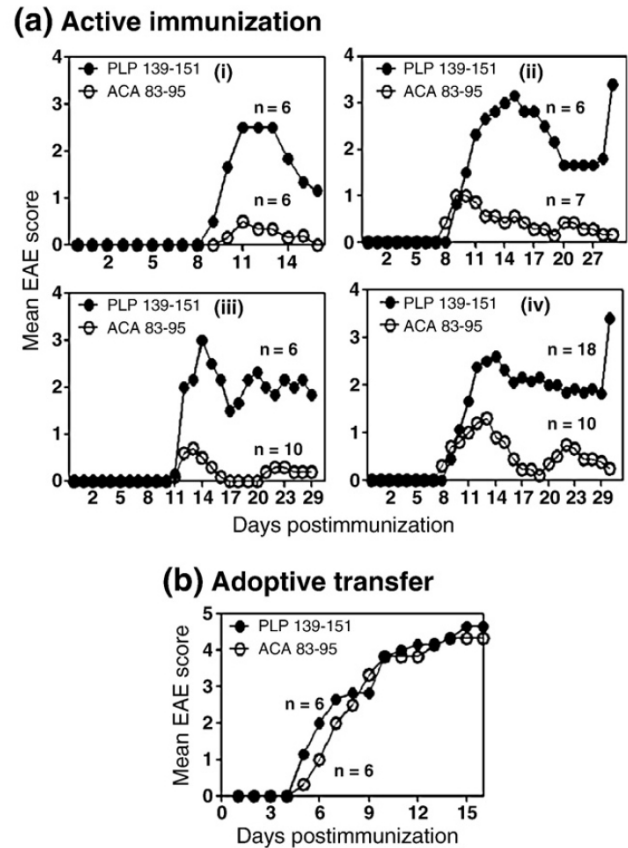 (a) Active immunization
Mean EAE score
4
3
2
1
0
PLP 139-151
ACA 83-95
(i)
n = 6
n = 6
2 5 8 11 14
4
3
2
1
0
PLP 139-151
ACA 83-95
(ii)
n = 6
n = 7
2 5 8 11 14 17 20 27
4
3
2
1
0
PLP 139-151
ACA 83-95
(iii)
n = 6
n = 10
2 5 8 11 14 17 20 23 29
4
3
2
1
0
PLP 139-151
ACA 83-95
(iv)
n = 18
n = 10
2 5 8 11 14 17 20 23 29
Days postimmunization
(b) Adoptive transfer
Mean EAE score
5
4
3
2
1
0
PLP 139-151
ACA 83-95
n = 6
n = 6
0 3 6 9 12 15
Days postimmunization